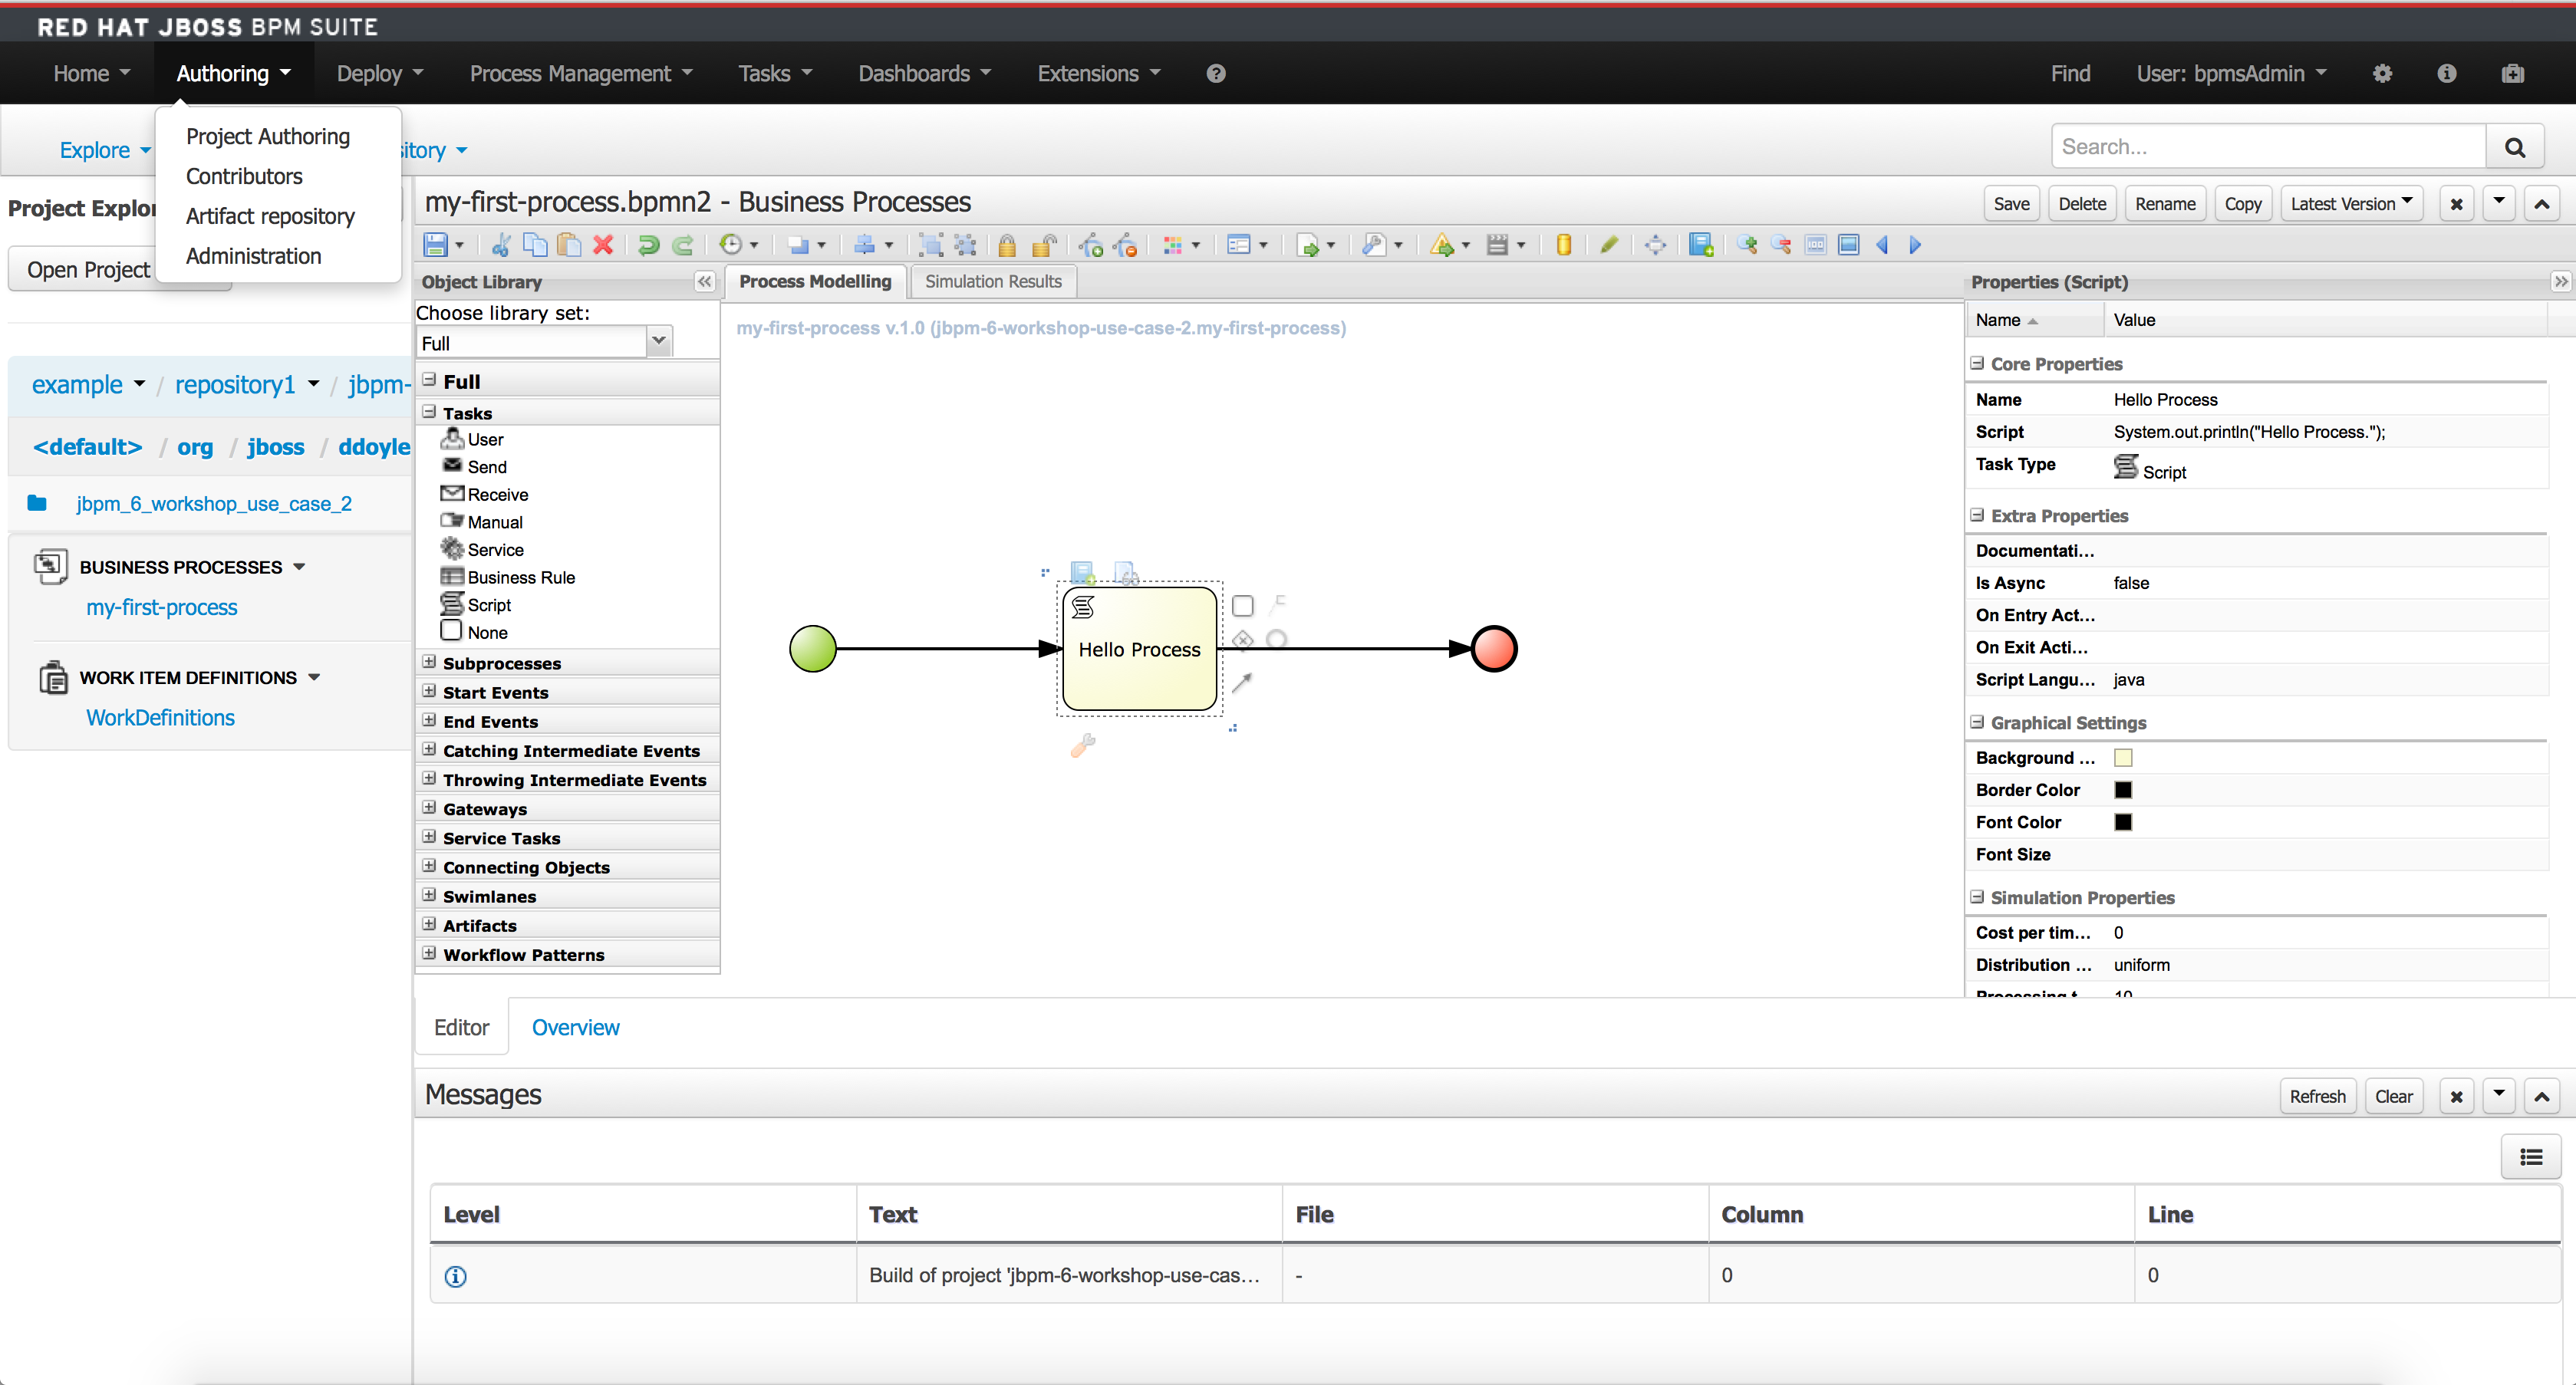 RED HAT JBOSS BPM SUITE
Home Authoring Deploy Process Management Tasks Dashboards Extensions Find User: bpmsAdmin
Project Authoring
Contributors
Artifact repository
Administration
Explore sitory Search...
Project Explor
Open Project
example / repository1 / jbpm-
<default> / org / jboss / ddoyle
jbpm_6_workshop_use_case_2
BUSINESS PROCESSES
my-first-process
WORK ITEM DEFINITIONS
WorkDefinitions
my-first-process.bpmn2 - Business Processes Save Delete Rename Copy Latest Version
Object Library
Choose library set:
Full
Full
Tasks
User
Send
Receive
Manual
Service
Business Rule
Script
None
Subprocesses
Start Events
End Events
Catching Intermediate Events
Throwing Intermediate Events
Gateways
Service Tasks
Connecting Objects
Swimlanes
Artifacts
Workflow Patterns
Process Modelling Simulation Results
my-first-process v.1.0 (jbpm-6-workshop-use-case-2.my-first-process)
Hello Process
Properties (Script)
Name Value
Core Properties
Name Hello Process
Script System.out.println("Hello Process.");
Task Type Script
Extra Properties
Documentati...
Is Async false
On Entry Act...
On Exit Acti...
Script Langu... java
Graphical Settings
Background ...
Border Color
Font Color
Font Size
Simulation Properties
Cost per tim... 0
Distribution ... uniform
Processing t... 10
Editor Overview
Messages Refresh Clear
Level Text File Column Line
Build of project 'jbpm-6-workshop-use-cas... - 0 0